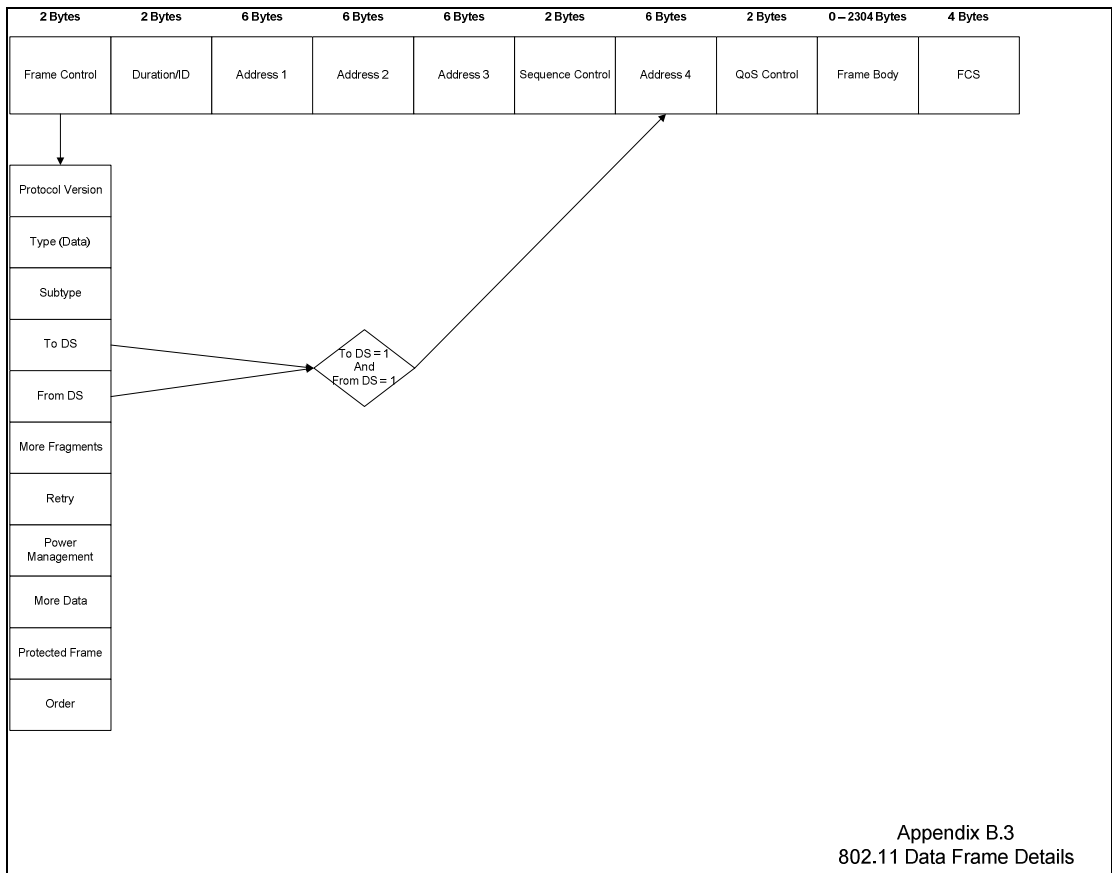 2 Bytes 2 Bytes 6 Bytes 6 Bytes 6 Bytes 2 Bytes 6 Bytes 2 Bytes 0 – 2304 Bytes 4 Bytes
Frame Control Duration/ID Address 1 Address 2 Address 3 Sequence Control Address 4 QoS Control Frame Body FCS
Protocol Version
Type (Data)
Subtype
To DS
From DS
More Fragments
Retry
Power
Management
More Data
Protected Frame
Order
To DS = 1
And
From DS = 1
Appendix B.3
802.11 Data Frame Details